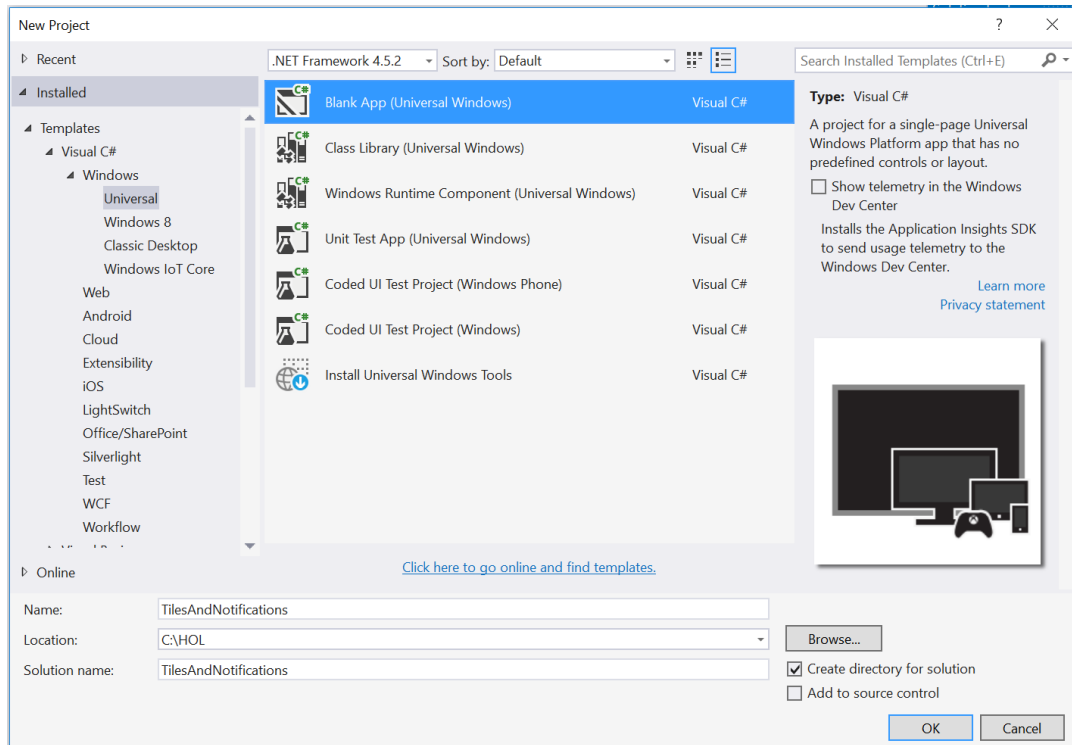 New Project
?
Recent
.NET Framework 4.5.2
Sort by: Default
Search Installed Templates (Ctrl+E)
Installed
Templates
Visual C#
Windows
Universal
Windows 8
Classic Desktop
Windows IoT Core
Web
Android
Cloud
Extensibility
iOS
LightSwitch
Office/SharePoint
Silverlight
Test
WCF
Workflow
Online
C# Blank App (Universal Windows) Visual C#
C# Class Library (Universal Windows) Visual C#
C# Windows Runtime Component (Universal Windows) Visual C#
C# Unit Test App (Universal Windows) Visual C#
C# Coded UI Test Project (Windows Phone) Visual C#
C# Coded UI Test Project (Windows) Visual C#
Install Universal Windows Tools Visual C#
Click here to go online and find templates.
Type: Visual C#
A project for a single-page Universal
Windows Platform app that has no
predefined controls or layout.
Show telemetry in the Windows
Dev Center
Installs the Application Insights SDK
to send usage telemetry to the
Windows Dev Center.
Learn more
Privacy statement
Name: TilesAndNotifications
Location: C:\HOL
Browse...
Solution name: TilesAndNotifications
Create directory for solution
Add to source control
OK
Cancel